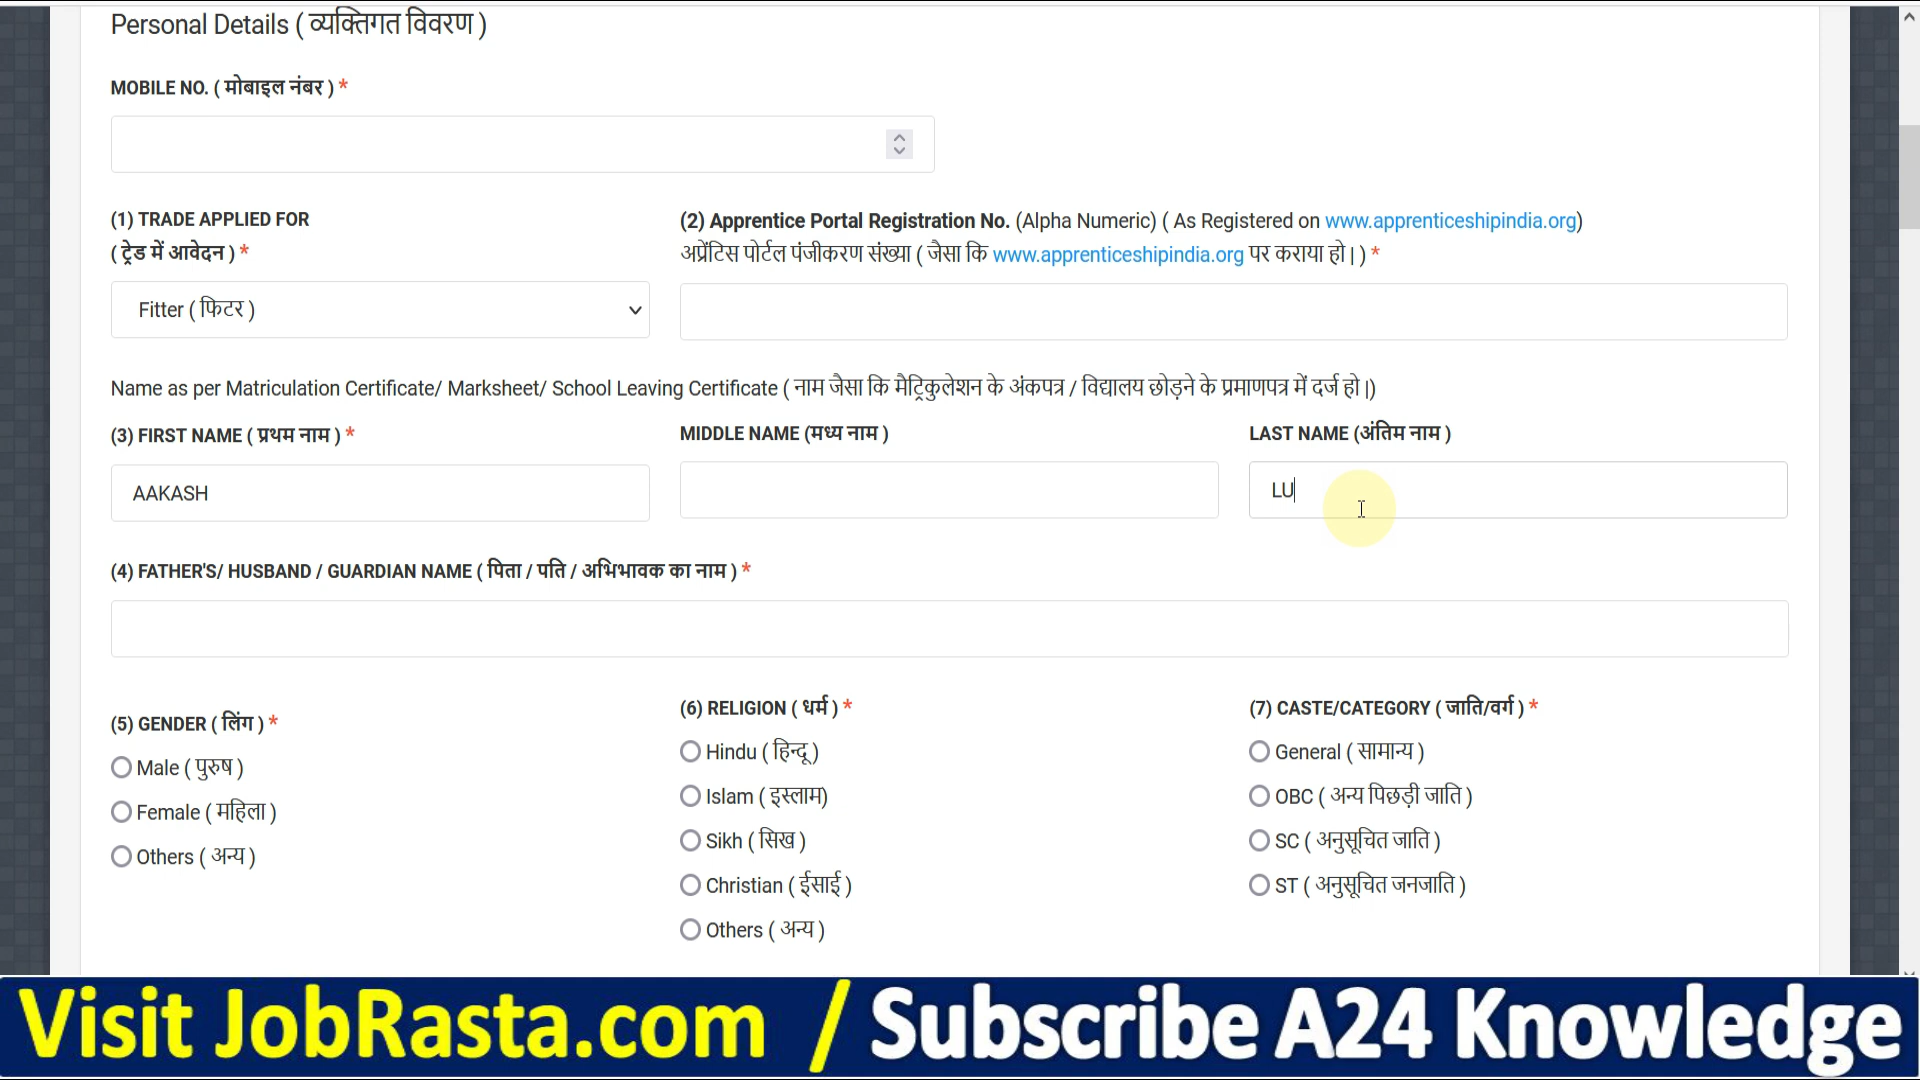 Personal Details ( व्यक्तिगत विवरण )
MOBILE NO. ( मोबाइल नंबर ) *
(1) TRADE APPLIED FOR
( ट्रेड में आवेदन ) *
Fitter ( फिटर )
(2) Apprentice Portal Registration No. (Alpha Numeric) ( As Registered on www.apprenticeshipindia.org)
अप्रेंटिस पोर्टल पंजीकरण संख्या ( जैसा कि www.apprenticeshipindia.org पर कराया हो | ) *
Name as per Matriculation Certificate/ Marksheet/ School Leaving Certificate ( नाम जैसा कि मैट्रिकुलेशन के अंकपत्र / विद्यालय छोड़ने के प्रमाणपत्र में दर्ज हो |)
(3) FIRST NAME ( प्रथम नाम ) *
AAKASH
MIDDLE NAME (मध्य नाम )
LAST NAME (अंतिम नाम )
LU
(4) FATHER'S/ HUSBAND / GUARDIAN NAME ( पिता / पति / अभिभावक का नाम ) *
(5) GENDER ( लिंग ) *
Male ( पुरुष )
Female ( महिला )
Others ( अन्य )
(6) RELIGION ( धर्म ) *
Hindu ( हिन्दू )
Islam ( इस्लाम)
Sikh ( सिख )
Christian ( ईसाई )
Others ( अन्य )
(7) CASTE/CATEGORY ( जाति/वर्ग ) *
General ( सामान्य )
OBC ( अन्य पिछड़ी जाति )
SC ( अनुसूचित जाति )
ST ( अनुसूचित जनजाति )
Visit JobRasta.com / Subscribe A24 Knowledge